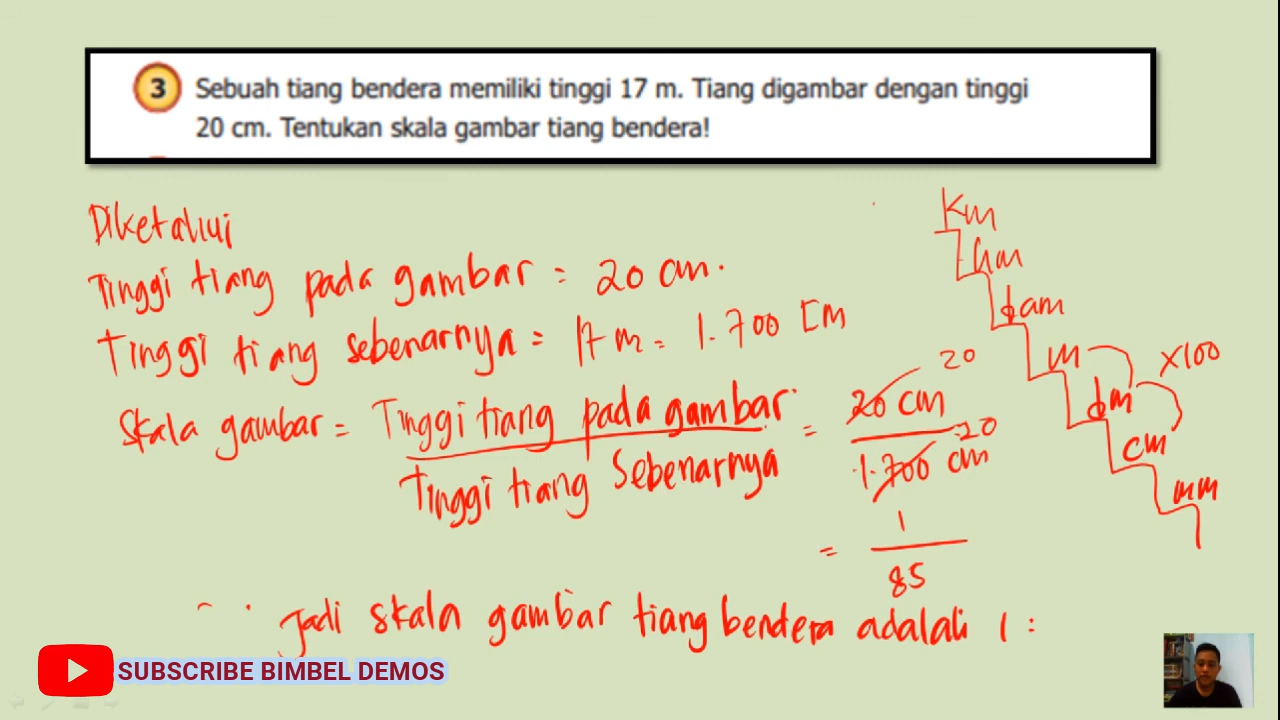 3 Sebuah tiang bendera memiliki tinggi 17 m. Tiang digambar dengan tinggi
20 cm. Tentukan skala gambar tiang bendera!
Diketahui
Tinggi tiang pada gambar = 20 cm.
Tinggi tiang sebenarnya = 17 m = 1.700 cm
Skala gambar = Tinggi tiang pada gambar = 20 cm 20
Tinggi tiang Sebenarnya 1.700 cm :20
= 1
85
Jadi skala gambar tiang bendera adalah 1 :
Km
hm
dam
m x100
dm
cm
mm
SUBSCRIBE BIMBEL DEMOS